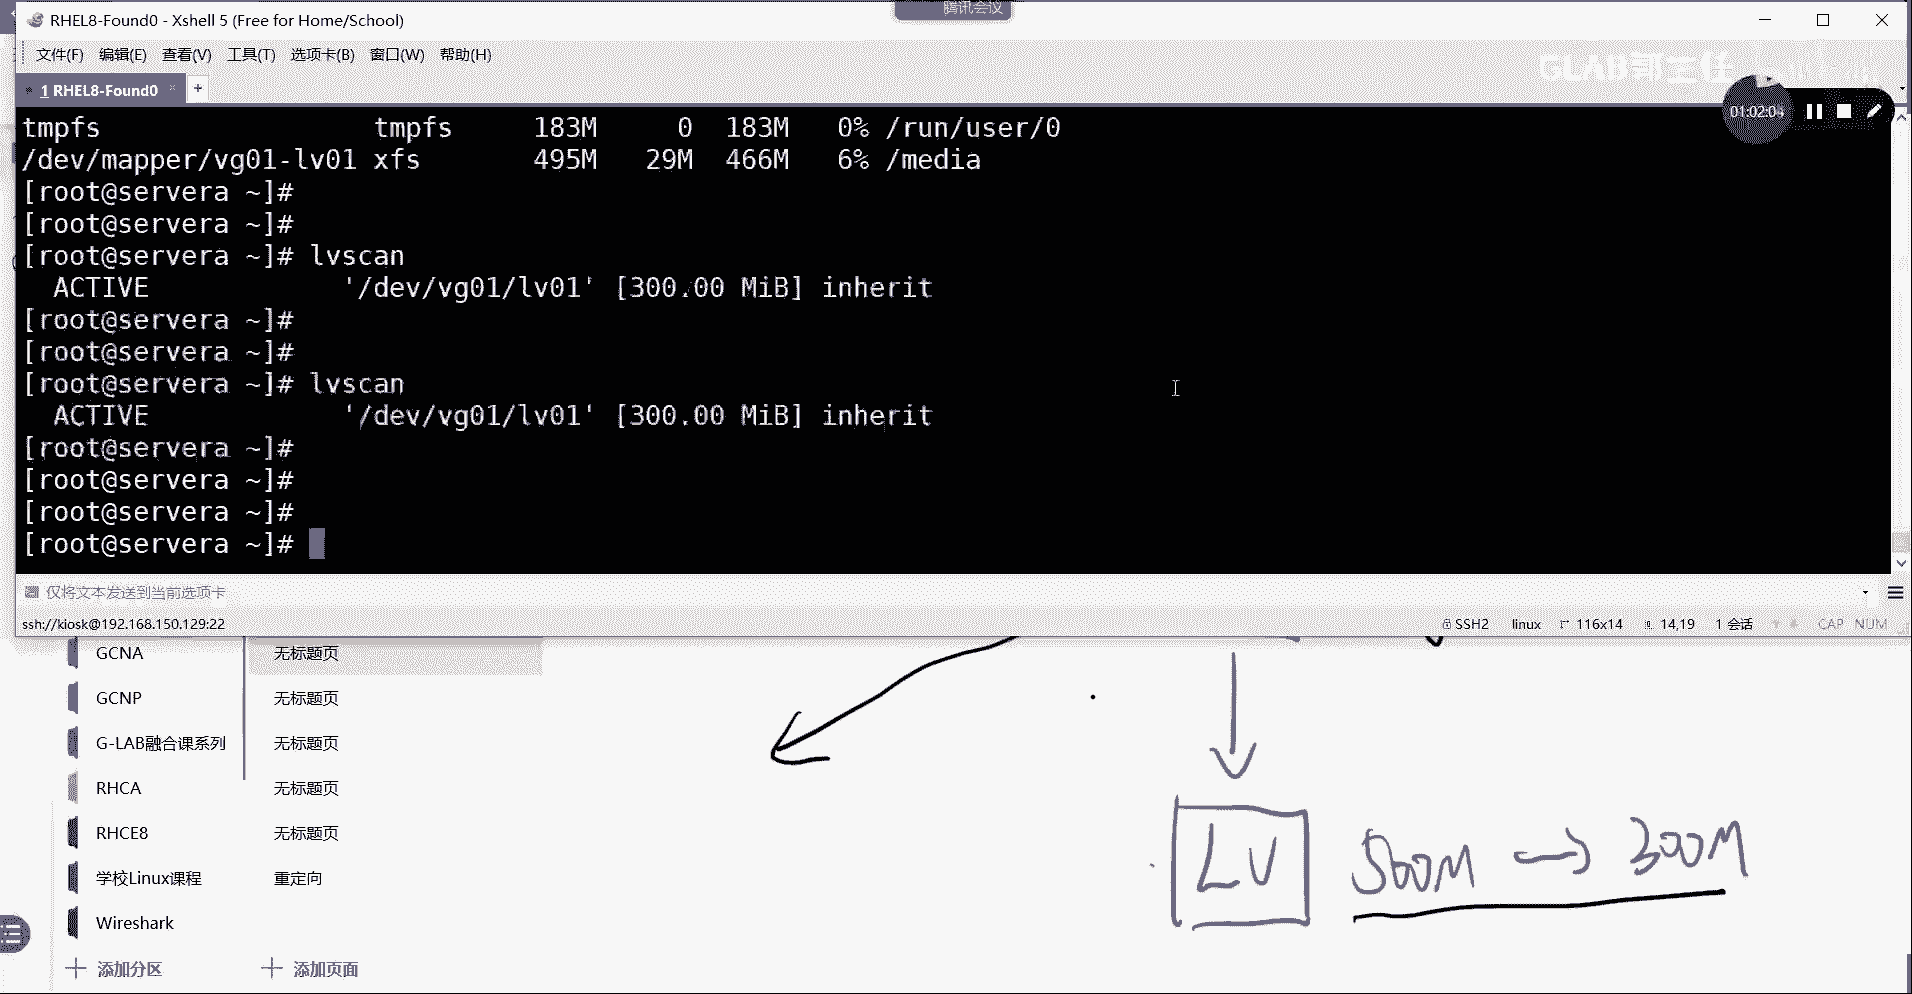 腾讯会议
RHEL8-Found0 - Xshell 5 (Free for Home/School)
文件(F) 编辑(E) 查看(V) 工具(T) 选项卡(B) 窗口(W) 帮助(H)
GLAB郭主任
1 RHEL8-Found0
01:02:04
tmpfs tmpfs 183M 0 183M 0% /run/user/0
/dev/mapper/vg01-lv01 xfs 495M 29M 466M 6% /media
[root@servera ~]#
[root@servera ~]#
[root@servera ~]# lvscan
ACTIVE '/dev/vg01/lv01' [300.00 MiB] inherit
[root@servera ~]#
[root@servera ~]#
[root@servera ~]# lvscan
ACTIVE '/dev/vg01/lv01' [300.00 MiB] inherit
[root@servera ~]#
[root@servera ~]#
[root@servera ~]#
[root@servera ~]#
仅将文本发送到当前选项卡
ssh://kiosk@192.168.150.129:22 SSH2 linux 116x14 14,19 1 会话 CAP NUM
GCNA 无标题页
GCNP 无标题页
G-LAB融合课系列 无标题页
RHCA 无标题页
RHCE8 无标题页
学校Linux课程 重定向
Wireshark
添加分区 添加页面
LV 500M → 300M